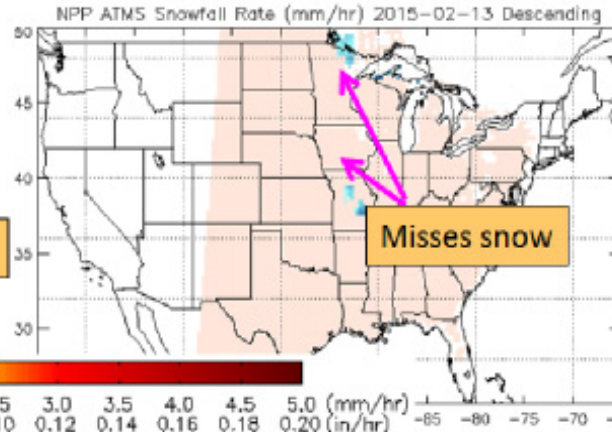 NPP ATMS Snowfall Rate (mm/hr) 2015-02-13 Descending
50
45
40
35
30
Misses snow
5 3.0 3.5 4.0 4.5 5.0 (mm/hr)
10 0.12 0.14 0.16 0.18 0.20 (in/hr)
-85 -80 -75 -70